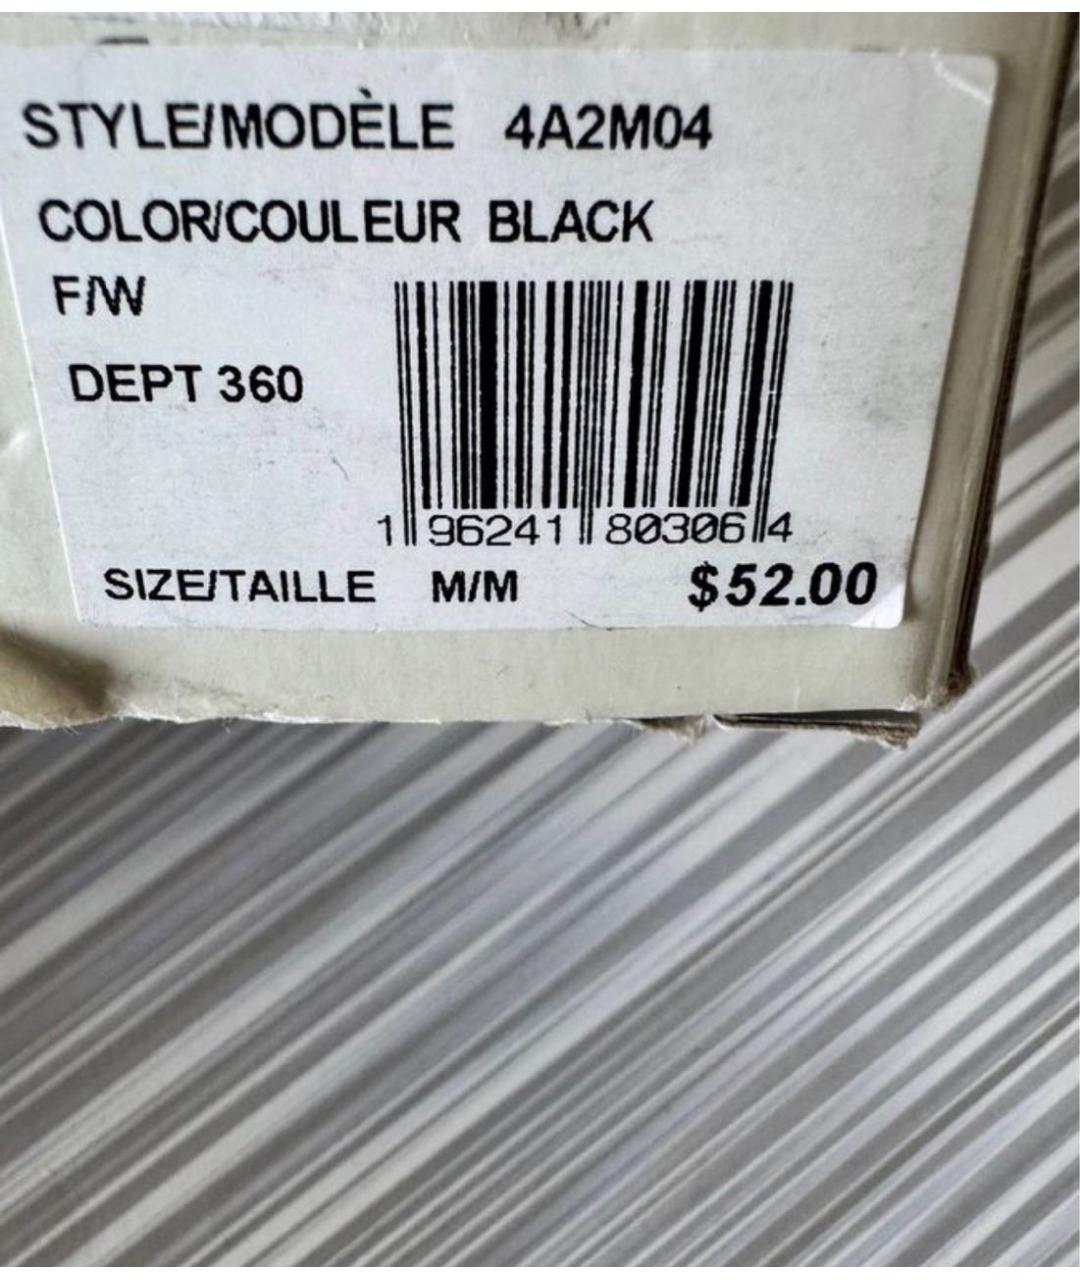 STYLE/MODÈLE 4A2M04
COLOR/COULEUR BLACK
F/W
DEPT 360
1 96241 80306 4
SIZE/TAILLE M/M $52.00